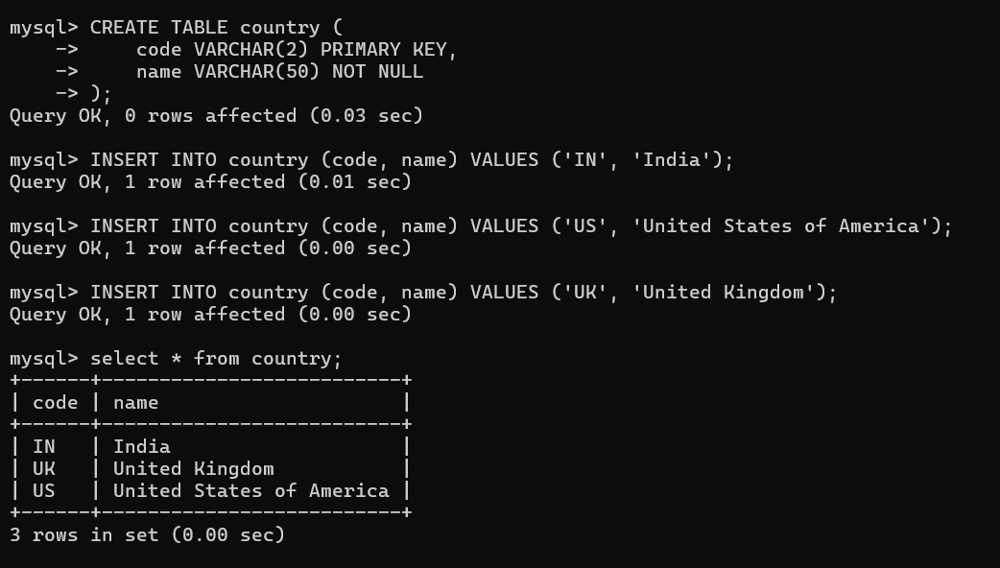 mysql> CREATE TABLE country (
    ->     code VARCHAR(2) PRIMARY KEY,
    ->     name VARCHAR(50) NOT NULL
    -> );
Query OK, 0 rows affected (0.03 sec)

mysql> INSERT INTO country (code, name) VALUES ('IN', 'India');
Query OK, 1 row affected (0.01 sec)

mysql> INSERT INTO country (code, name) VALUES ('US', 'United States of America');
Query OK, 1 row affected (0.00 sec)

mysql> INSERT INTO country (code, name) VALUES ('UK', 'United Kingdom');
Query OK, 1 row affected (0.00 sec)

mysql> select * from country;
+------+--------------------------+
| code | name                     |
+------+--------------------------+
| IN   | India                    |
| UK   | United Kingdom           |
| US   | United States of America |
+------+--------------------------+
3 rows in set (0.00 sec)